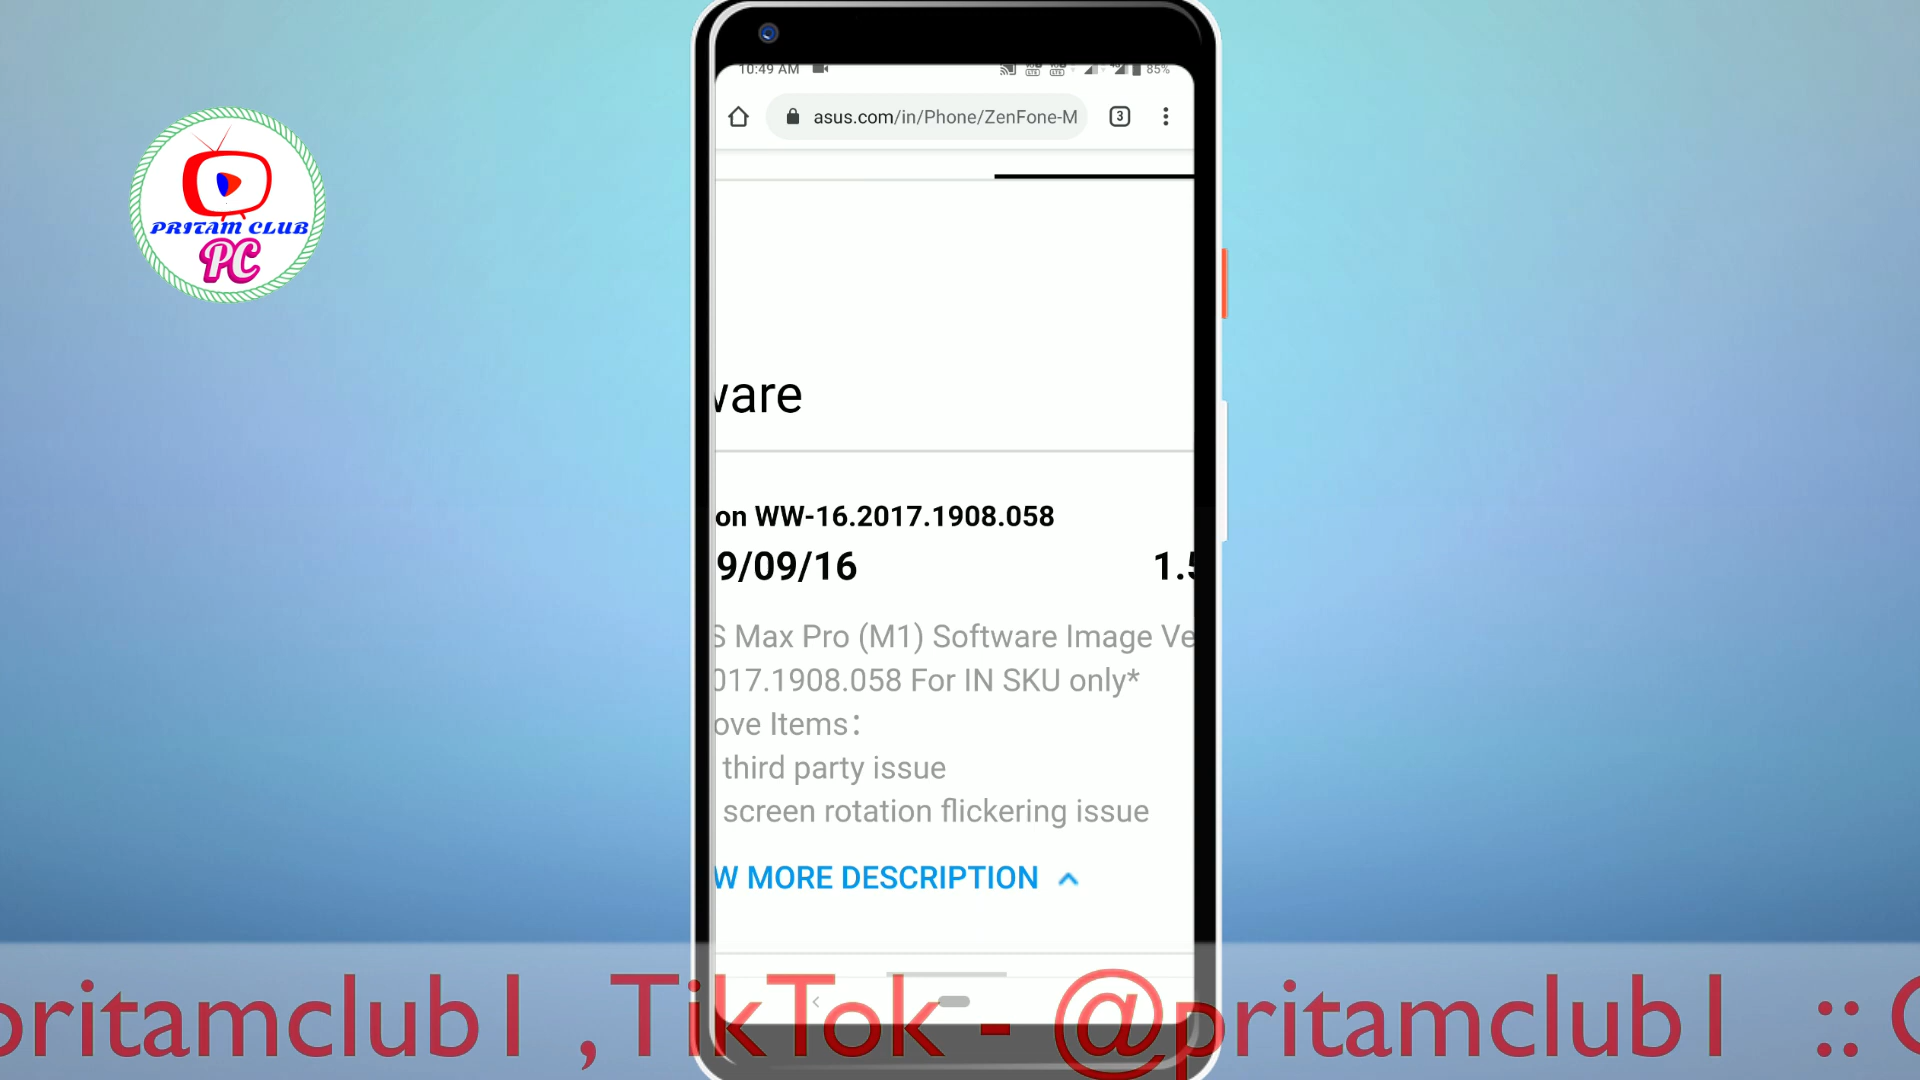 10:49 AM
85%
asus.com/in/Phone/ZenFone-M
3
PRITAM CLUB
PC
ware
on WW-16.2017.1908.058
9/09/16
1.5
S Max Pro (M1) Software Image Ve
017.1908.058 For IN SKU only*
ove Items:
third party issue
screen rotation flickering issue
W MORE DESCRIPTION
pritamclub1 ,TikTok - @pritamclub1 ::